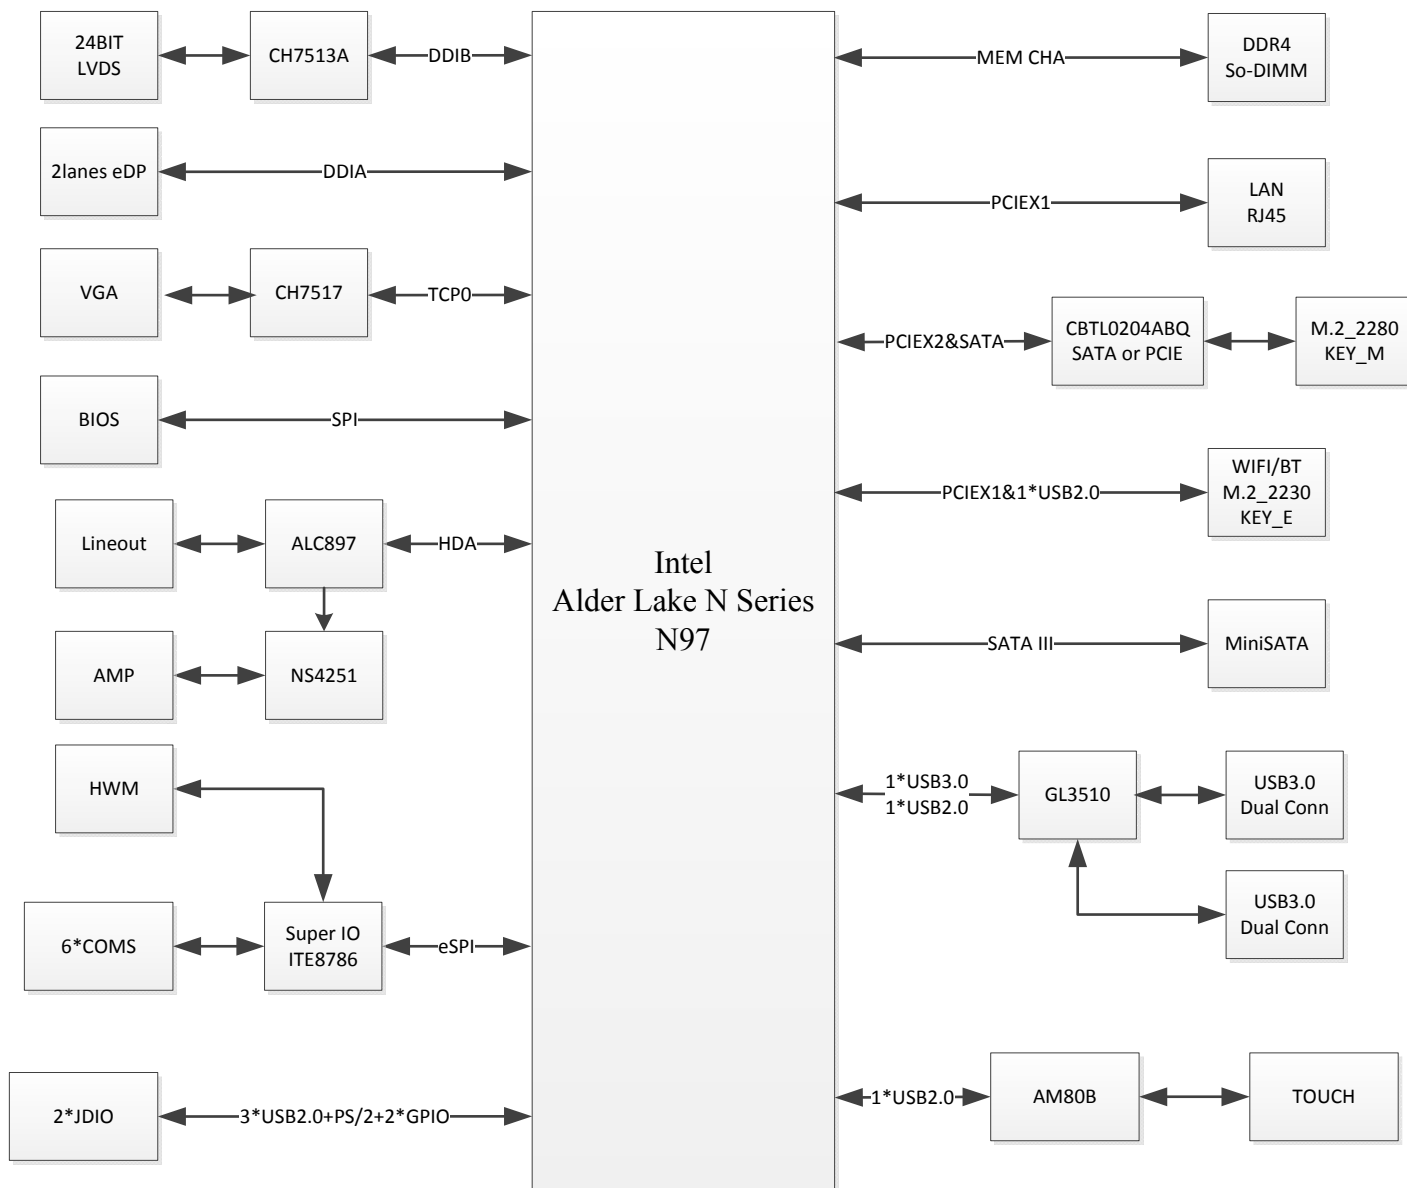 24BIT
LVDS
CH7513A
DDIB
MEM CHA
DDR4
So-DIMM
2lanes eDP
DDIA
PCIEX1
LAN
RJ45
VGA
CH7517
TCP0
PCIEX2&SATA
CBTL0204ABQ
SATA or PCIE
M.2_2280
KEY_M
BIOS
SPI
PCIEX1&1*USB2.0
WIFI/BT
M.2_2230
KEY_E
Lineout
ALC897
HDA
Intel
Alder Lake N Series
N97
AMP
NS4251
SATA III
MiniSATA
HWM
1*USB3.0
1*USB2.0
GL3510
USB3.0
Dual Conn
USB3.0
Dual Conn
6*COMS
Super IO
ITE8786
eSPI
2*JDIO
3*USB2.0+PS/2+2*GPIO
1*USB2.0
AM80B
TOUCH